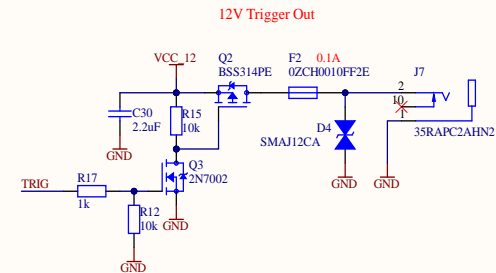 12V Trigger Out
VCC_12
Q2
BSS314PE
F2 0.1A
0ZCH0010FF2E
J7
2
10
1
35RAPC2AHN2
C30
2.2uF
GND
R15
10k
D4
SMAJ12CA
GND
GND
Q3
2N7002
TRIG
R17
1k
R12
10k
GND
GND